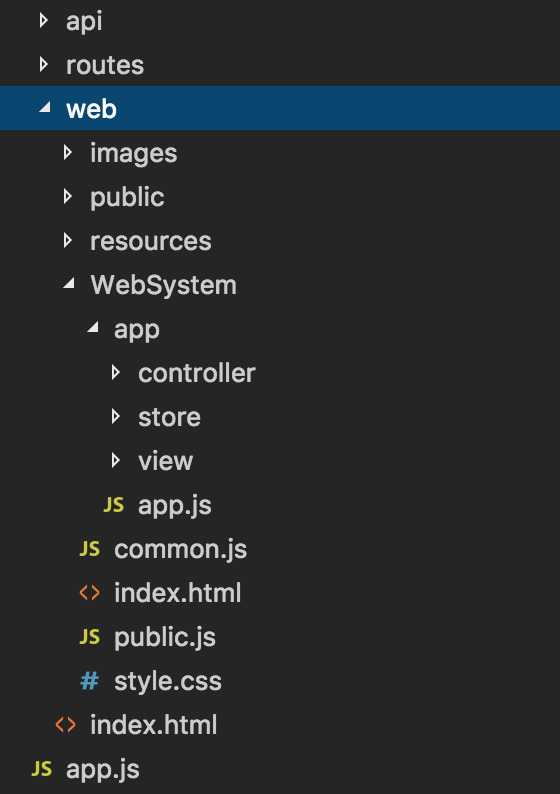 api
routes
web
images
public
resources
WebSystem
app
controller
store
view
JS app.js
JS common.js
<> index.html
JS public.js
# style.css
<> index.html
JS app.js